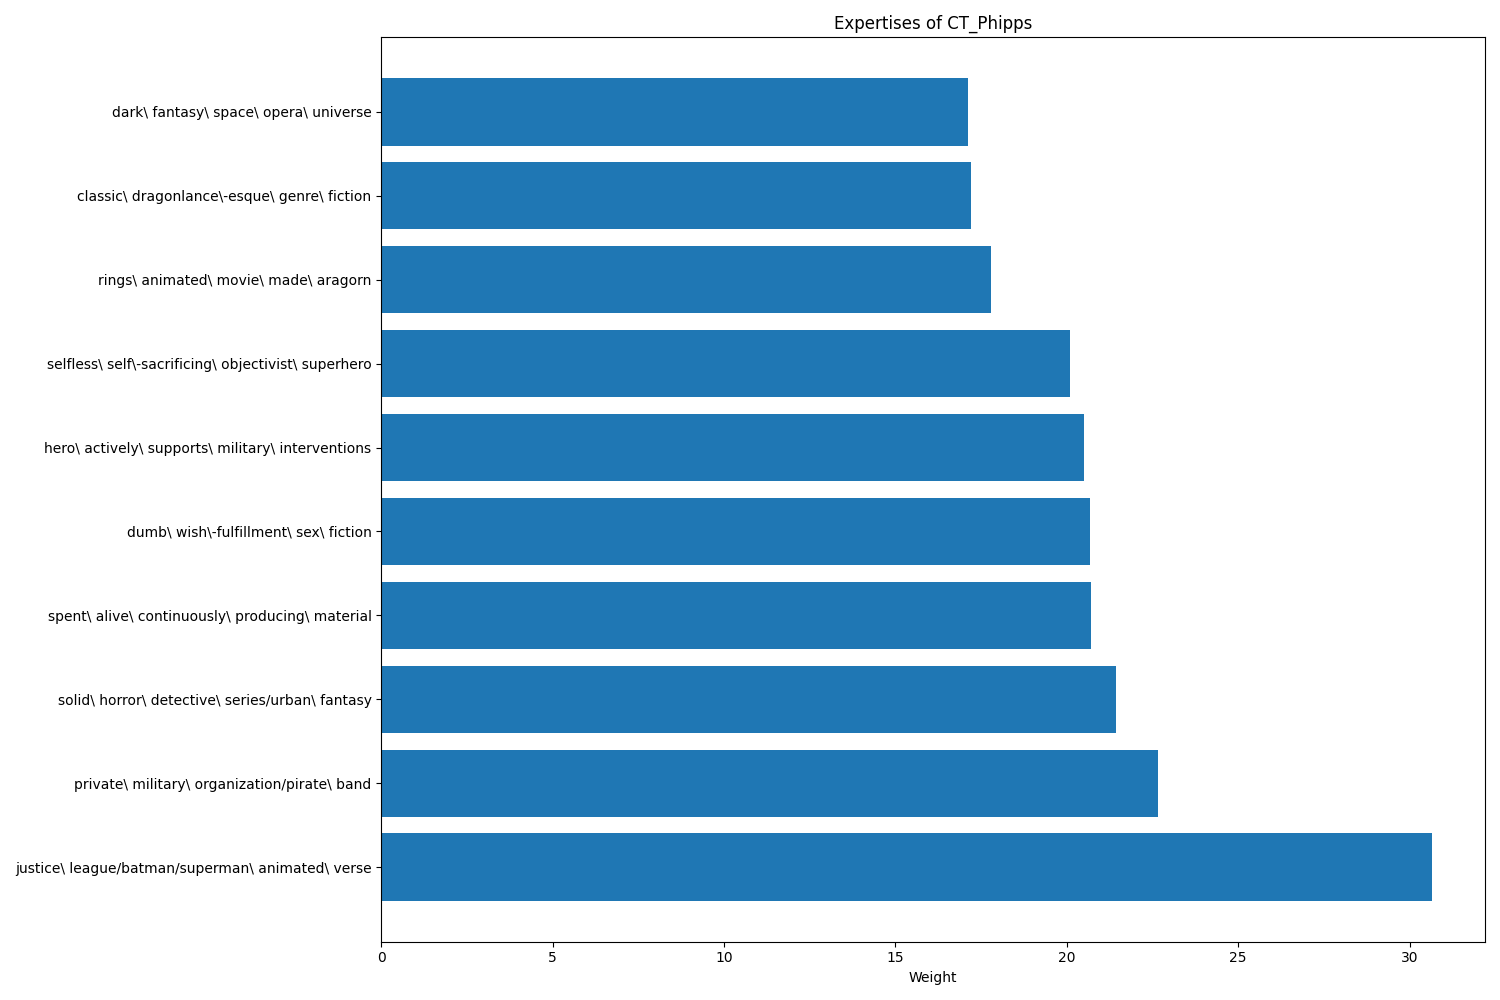 Expertises of CT_Phipps
dark\ fantasy\ space\ opera\ universe
classic\ dragonlance\-esque\ genre\ fiction
rings\ animated\ movie\ made\ aragorn
selfless\ self\-sacrificing\ objectivist\ superhero
hero\ actively\ supports\ military\ interventions
dumb\ wish\-fulfillment\ sex\ fiction
spent\ alive\ continuously\ producing\ material
solid\ horror\ detective\ series/urban\ fantasy
private\ military\ organization/pirate\ band
justice\ league/batman/superman\ animated\ verse
0 5 10 15 20 25 30
Weight